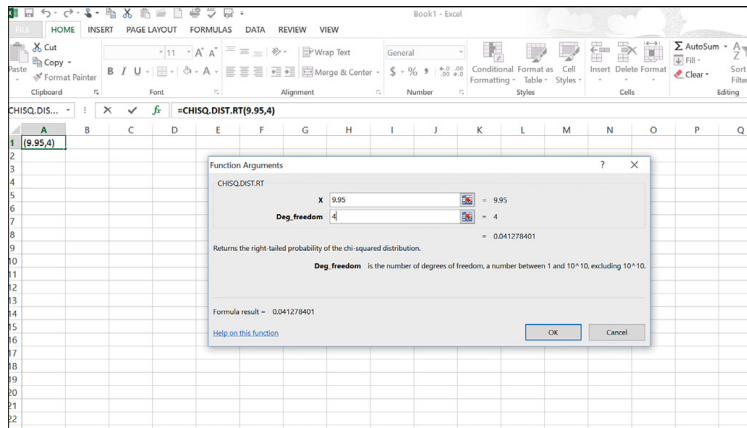 Book1 - Excel
FILE HOME INSERT PAGE LAYOUT FORMULAS DATA REVIEW VIEW
Cut
Copy
Format Painter
Paste
11 A A
B I U A
Wrap Text
Merge & Center
General
$ % , .00 .0
Conditional Formatting
Format as Table
Cell Styles
Insert Delete Format
AutoSum
Fill
Clear
Sort
Filte
Clipboard Font Alignment Number Styles Cells Editing
CHISQ.DIS... fx =CHISQ.DIST.RT(9.95,4)
A B C D E F G H I J K L M N O P Q
1 (9.95,4)
2
3
4
5
6
7
8
9
10
11
12
13
14
15
16
17
18
19
20
21
22
Function Arguments ? X
CHISQ.DIST.RT
X 9.95 = 9.95
Deg_freedom 4 = 4
= 0.041278401
Returns the right-tailed probability of the chi-squared distribution.
Deg_freedom is the number of degrees of freedom, a number between 1 and 10^10, excluding 10^10.
Formula result = 0.041278401
Help on this function
OK Cancel